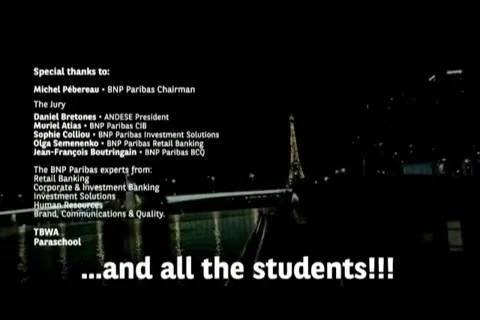 Special thanks to:
Michel Pébereau • BNP Paribas Chairman
The Jury
Daniel Bretones • ANDESE President
Muriel Atias • BNP Paribas CIB
Sophie Colliou • BNP Paribas Investment Solutions
Olga Semenenko • BNP Paribas Retail Banking
Jean-François Boutringain • BNP Paribas BCQ
The BNP Paribas experts from:
Retail Banking
Corporate & Investment Banking
Investment Solutions
Human Resources
Brand, Communications & Quality.
TBWA
Paraschool
...and all the students!!!